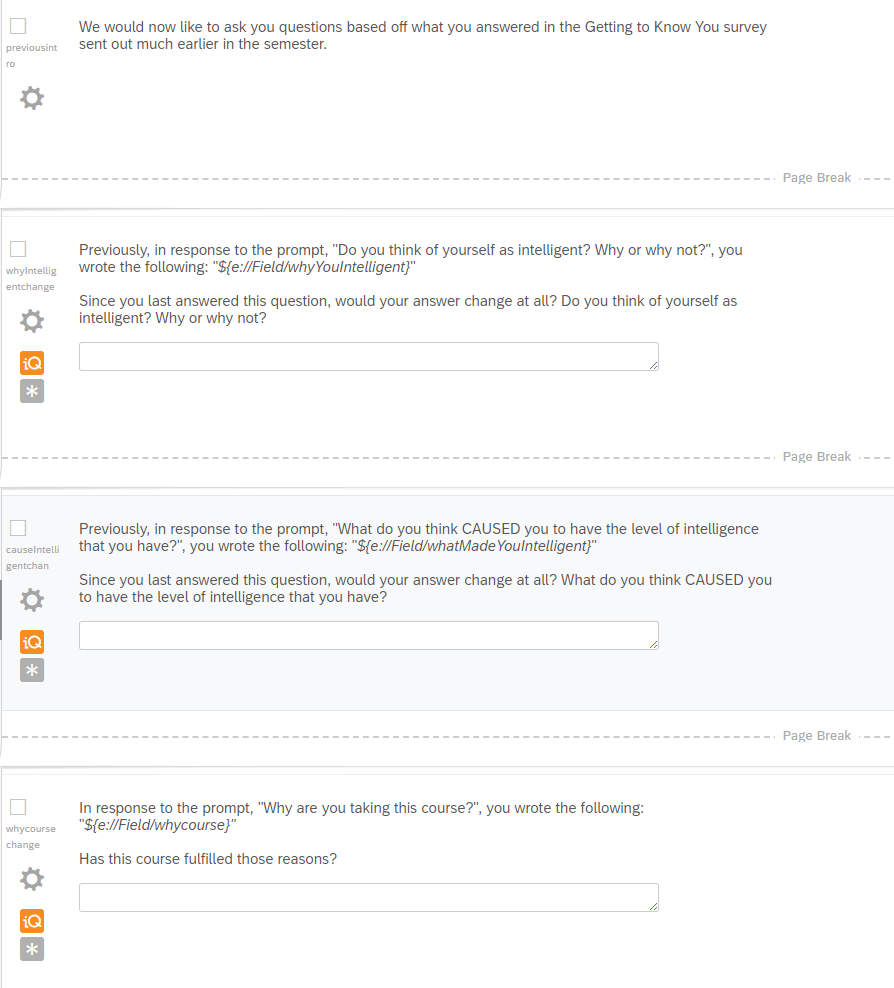 We would now like to ask you questions based off what you answered in the Getting to Know You survey
sent out much earlier in the semester.
previousint
ro
Page Break
Previously, in response to the prompt, "Do you think of yourself as intelligent? Why or why not?", you
wrote the following: "${e://Field/whyYouIntelligent}"
whyIntellig
entchange
Since you last answered this question, would your answer change at all? Do you think of yourself as
intelligent? Why or why not?
iQ
*
Page Break
Previously, in response to the prompt, "What do you think CAUSED you to have the level of intelligence
that you have?", you wrote the following: "${e://Field/whatMadeYouIntelligent}"
causeIntelli
gentchan
Since you last answered this question, would your answer change at all? What do you think CAUSED you
to have the level of intelligence that you have?
iQ
*
Page Break
In response to the prompt, "Why are you taking this course?", you wrote the following:
"${e://Field/whycourse}"
whycourse
change
Has this course fulfilled those reasons?
iQ
*